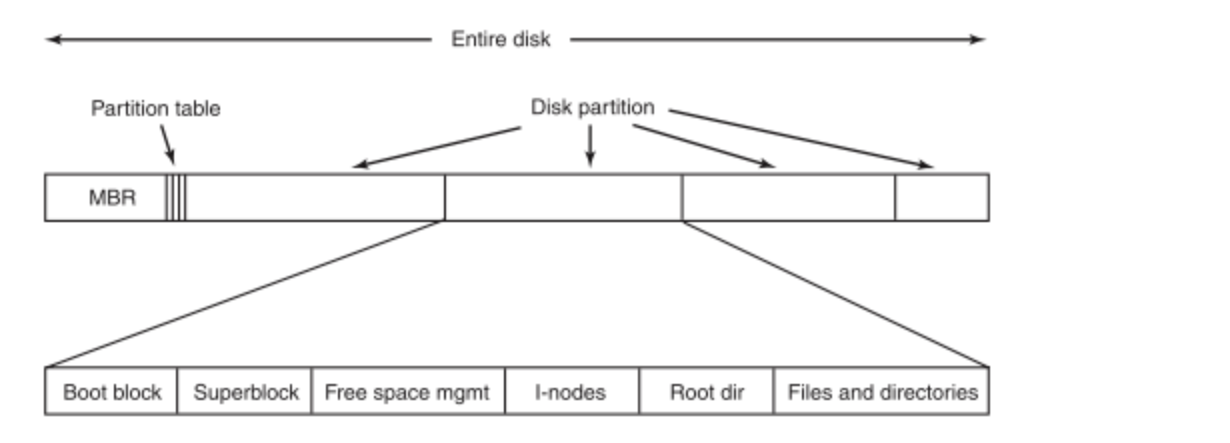 Entire disk
Partition table
Disk partition
MBR
Boot block
Superblock
Free space mgmt
I-nodes
Root dir
Files and directories